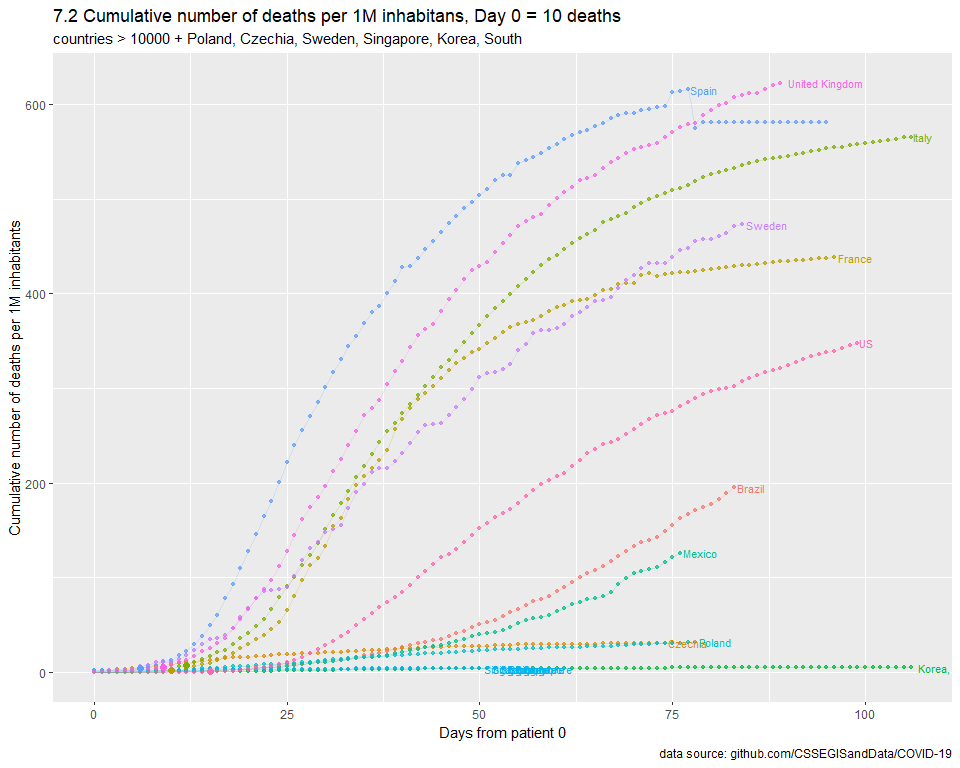 7.2 Cumulative number of deaths per 1M inhabitans, Day 0 = 10 deaths
countries > 10000 + Poland, Czechia, Sweden, Singapore, Korea, South
Cumulative number of deaths per 1M inhabitants
600
400
200
0
Spain
United Kingdom
Italy
Sweden
France
US
Brazil
Mexico
Poland
Czechia
Korea,
0
25
50
75
100
Days from patient 0
data source: github.com/CSSEGISandData/COVID-19